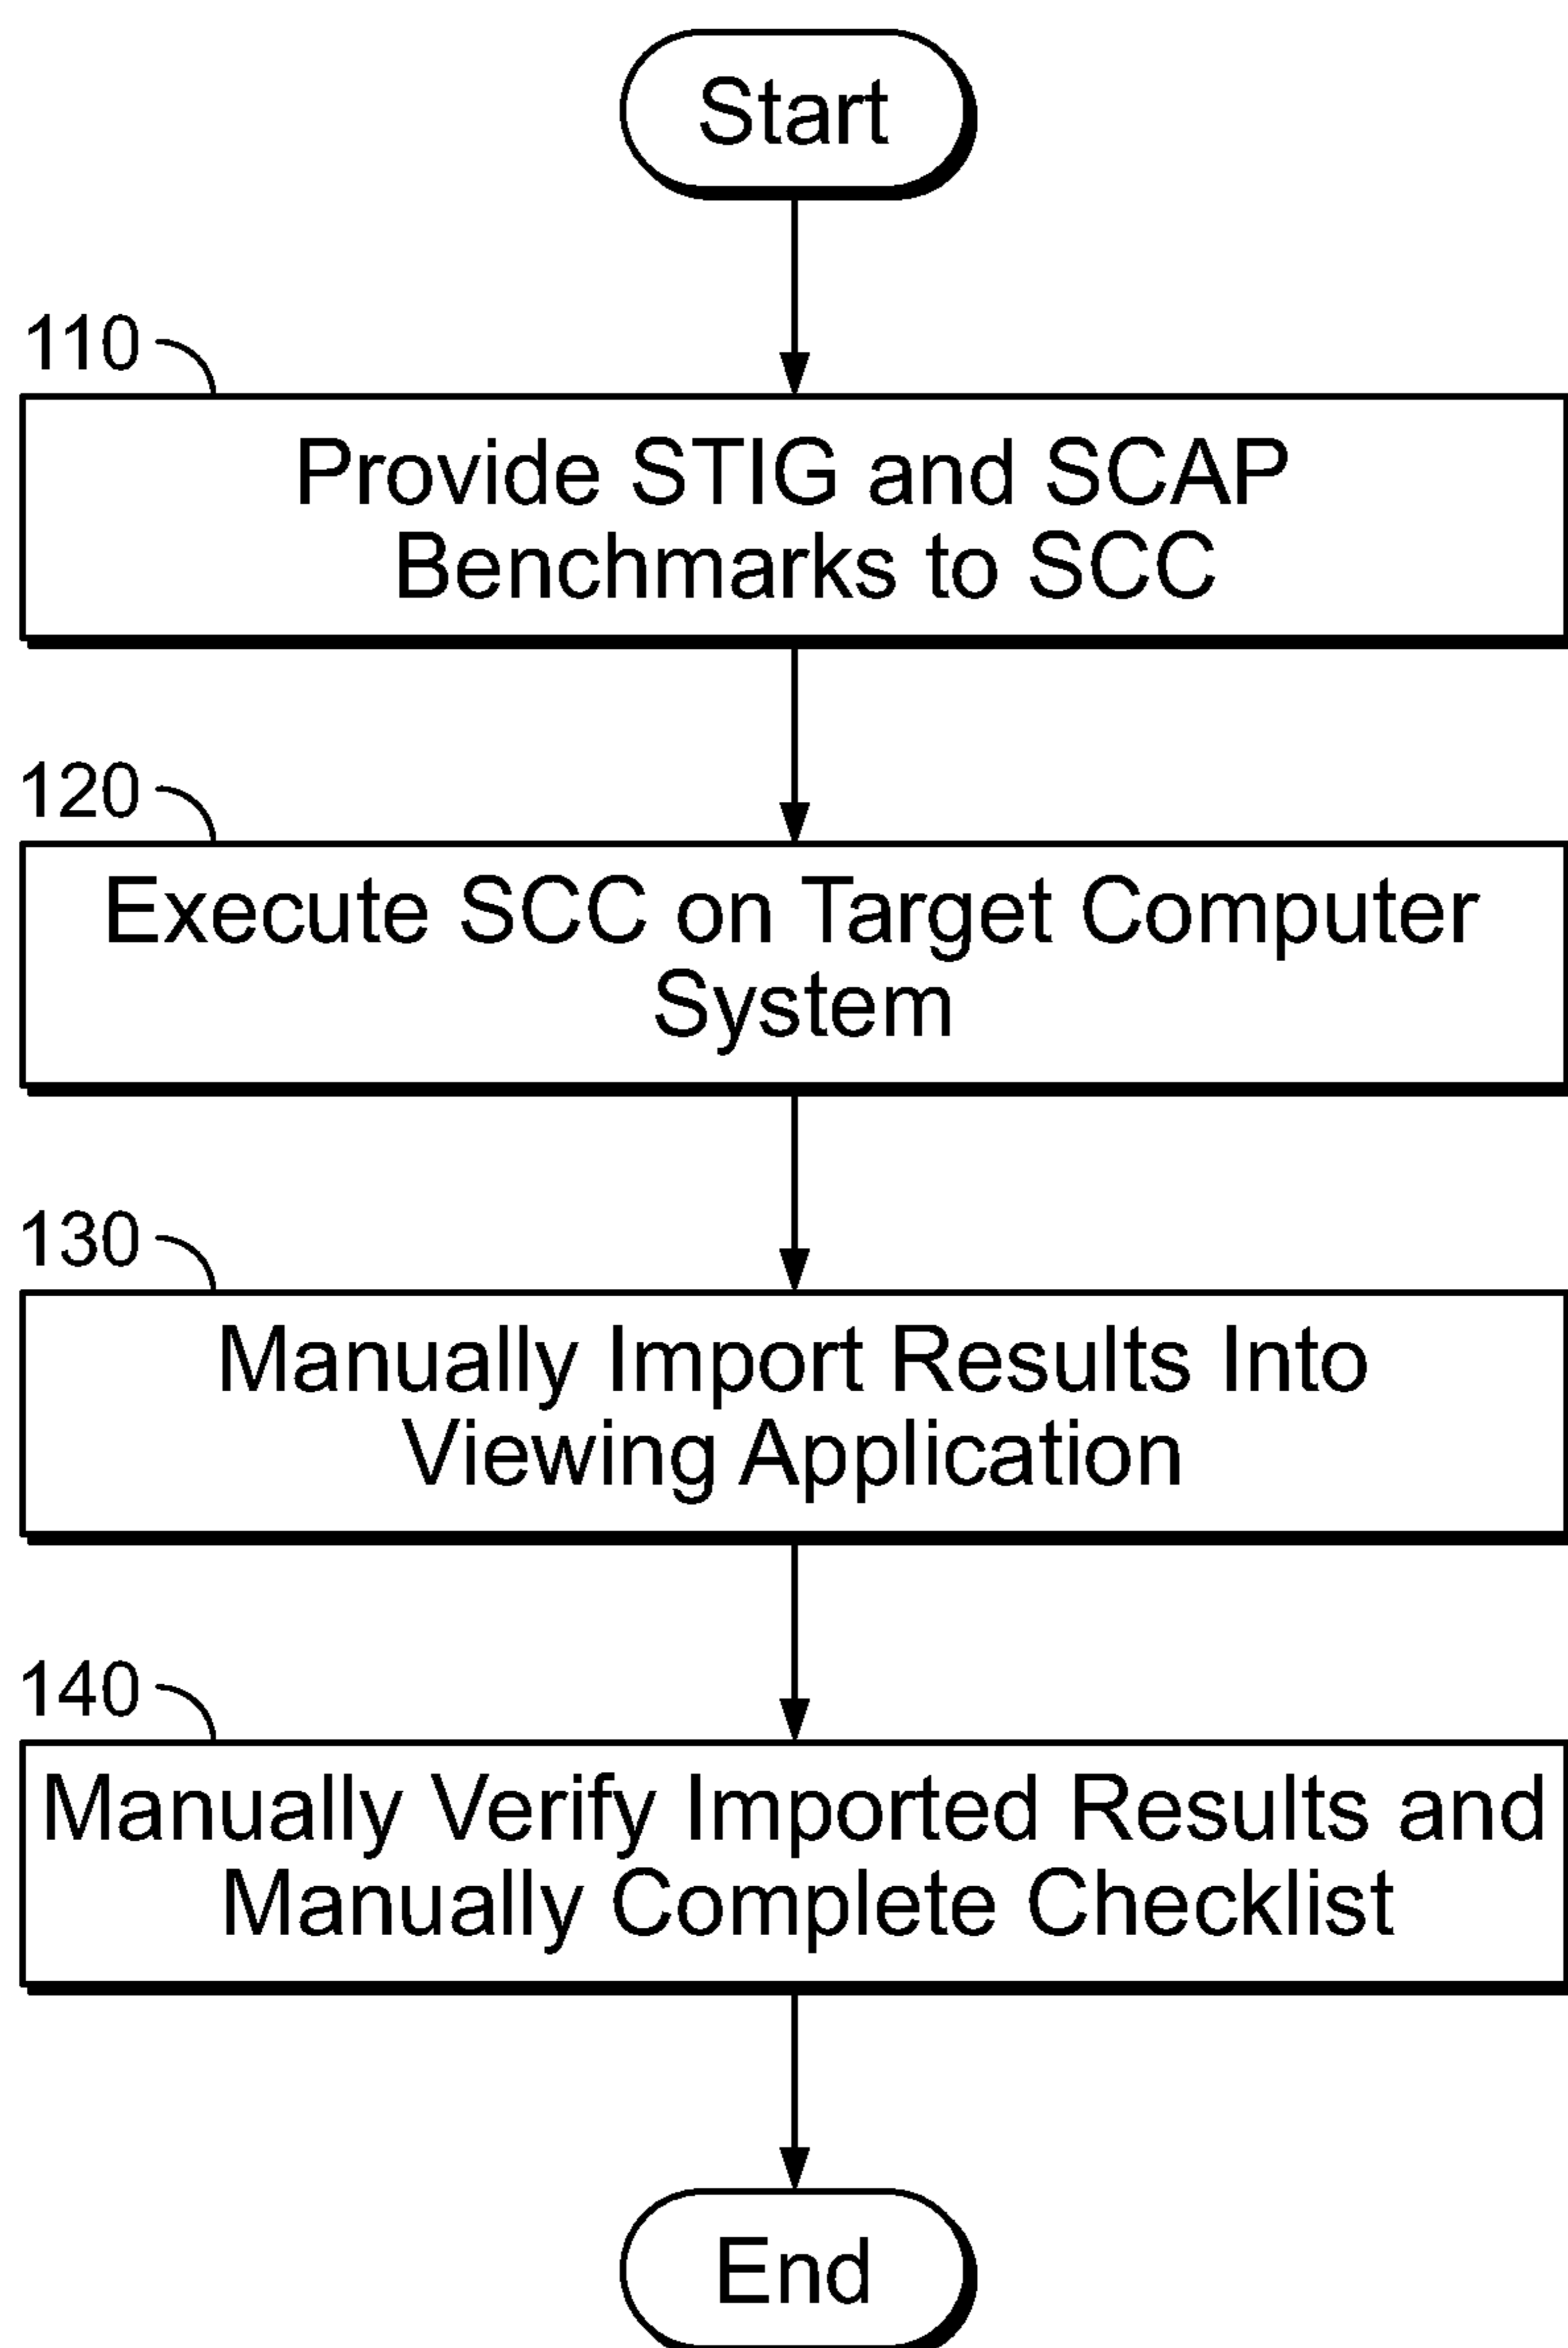 Start
110
Provide STIG and SCAP
Benchmarks to SCC
120
Execute SCC on Target Computer
System
130
Manually Import Results Into
Viewing Application
140
Manually Verify Imported Results and
Manually Complete Checklist
End